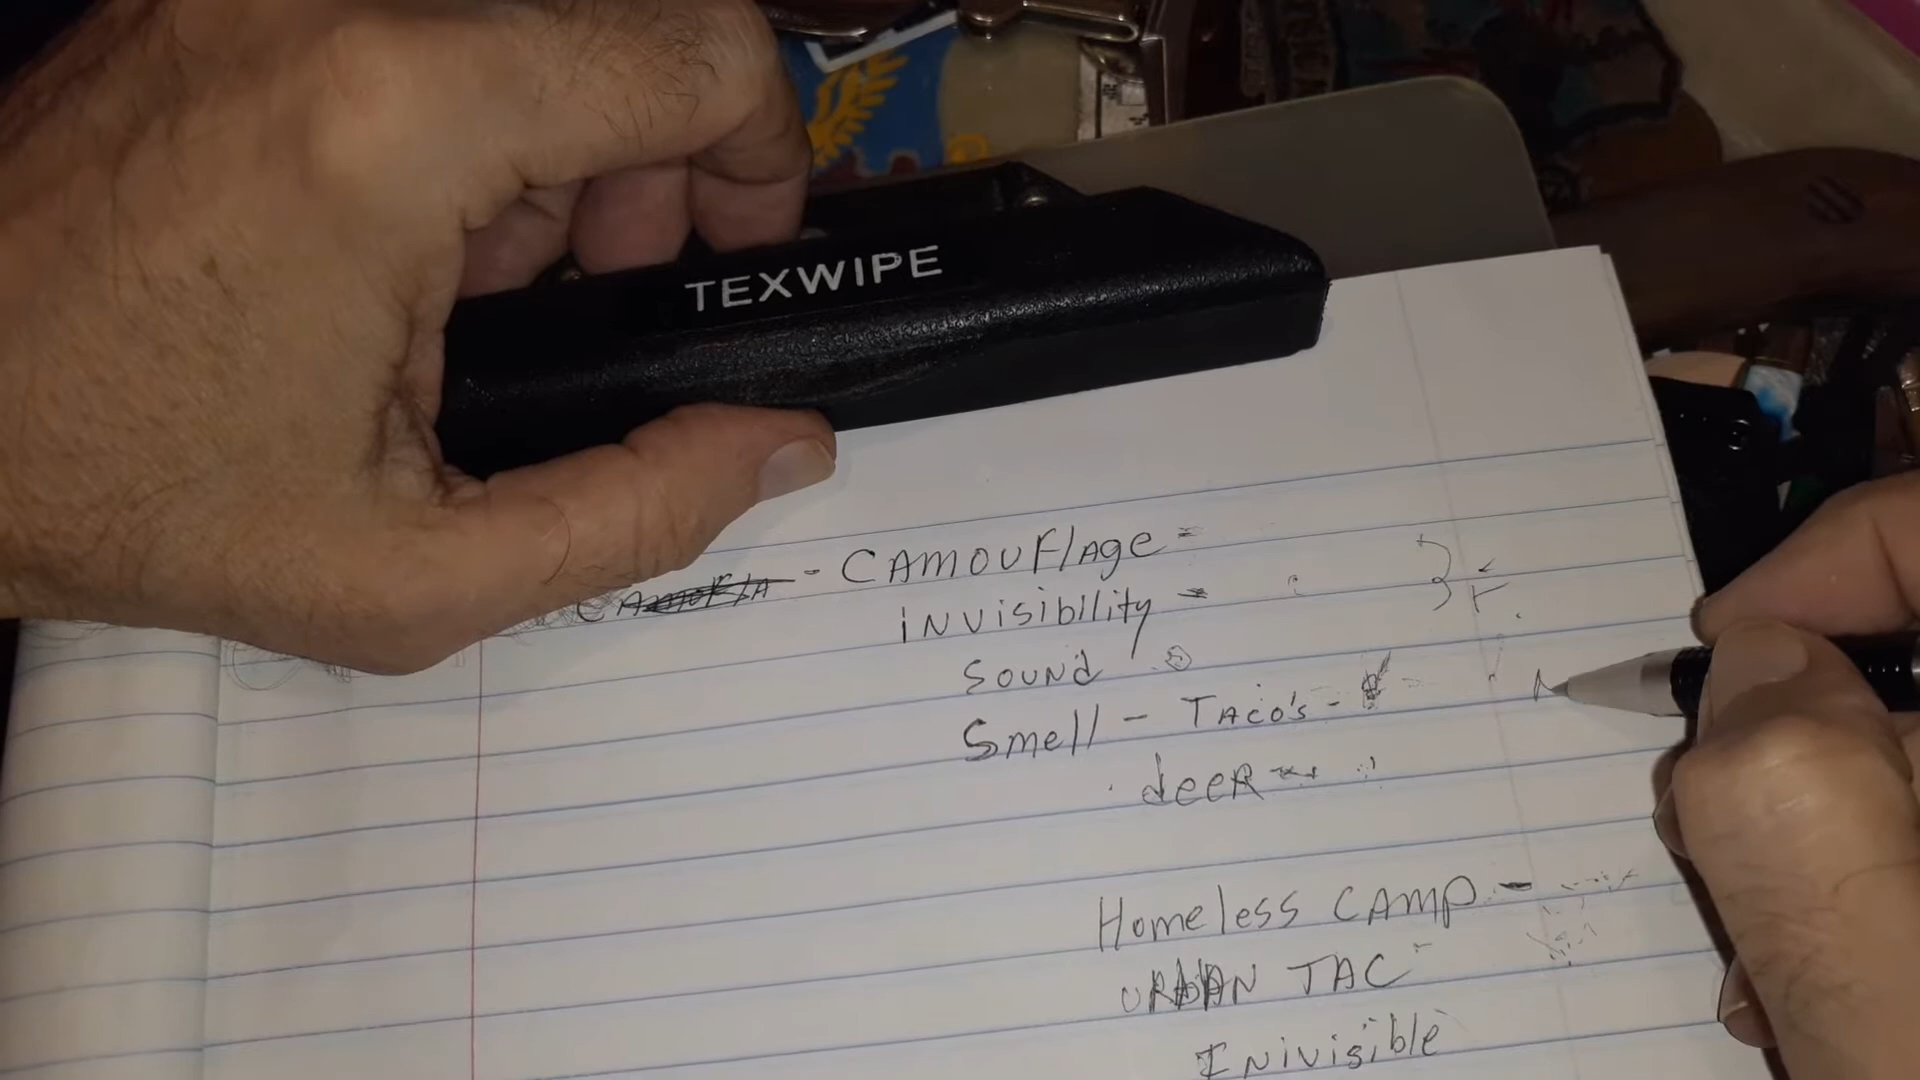 TEXWIPE
- CAMOUFlAGE =
iNVisibility =
SOUNd
Smell - TACO's -
deeR -
Homeless CAMP -
URBAN TAC -
INiVisible